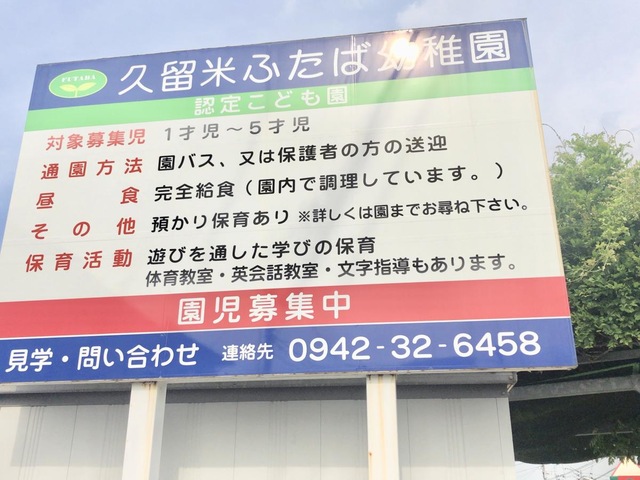 FUTABA
久留米ふたば幼稚園
認定こども園
対象募集児 1才児～5才児
通園方法 園バス、又は保護者の方の送迎
昼食 完全給食(園内で調理しています。)
その他 預かり保育あり ※詳しくは園までお尋ね下さい。
保育活動 遊びを通した学びの保育
体育教室・英会話教室・文字指導もあります。
園児募集中
見学・問い合わせ 連絡先 0942-32-6458